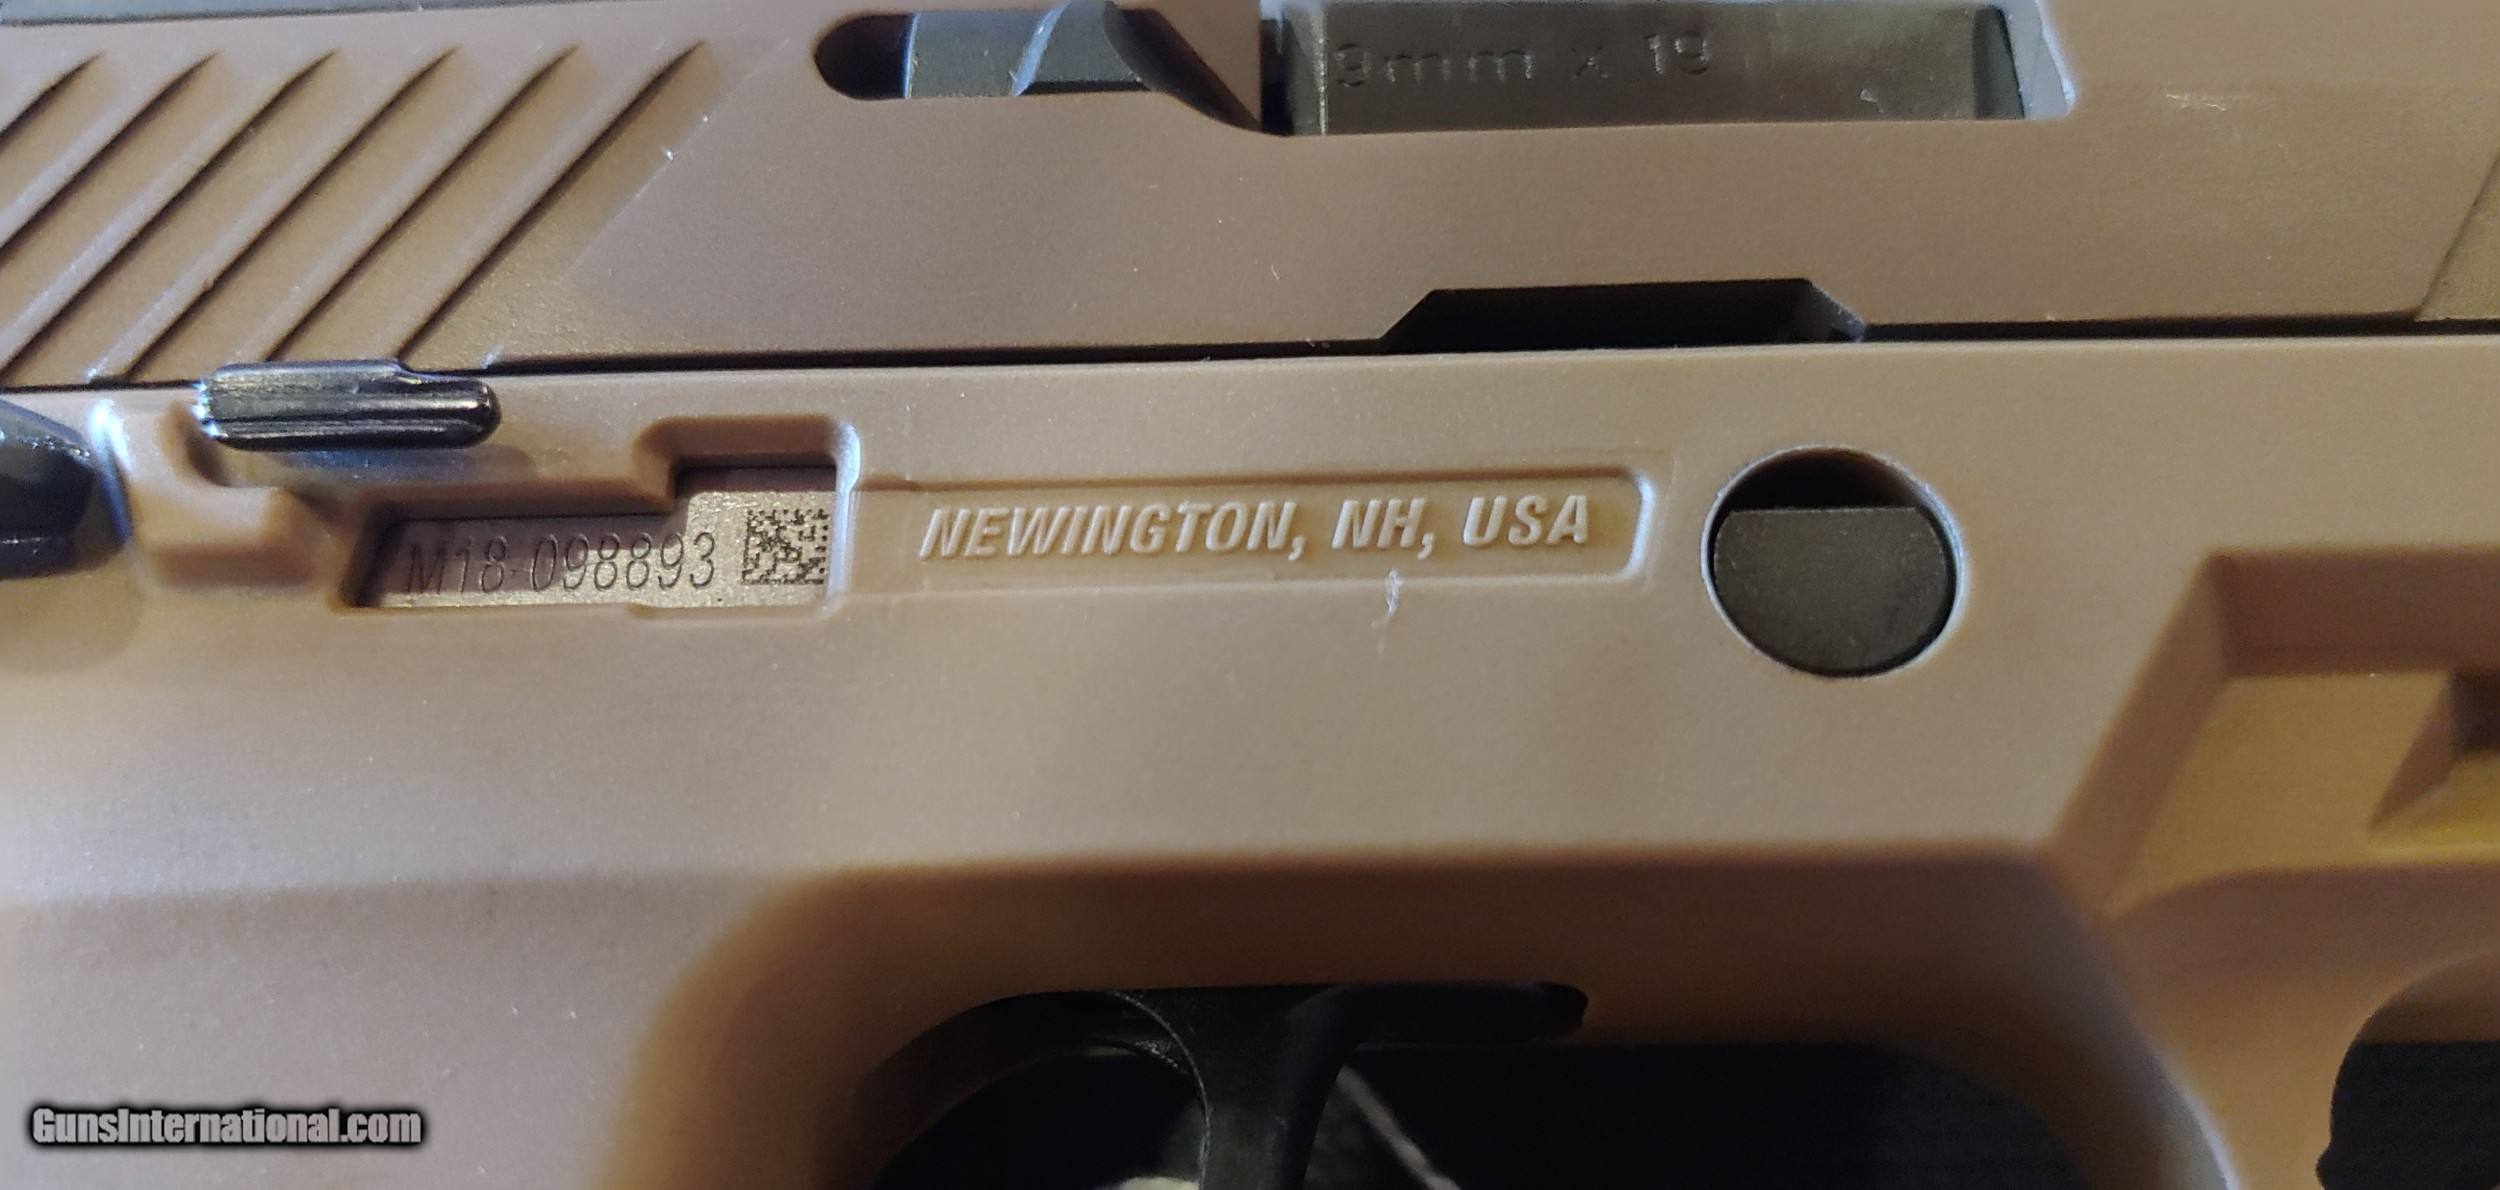 9mm x 19
M18-098893
NEWINGTON, NH, USA
GunsInternational.com